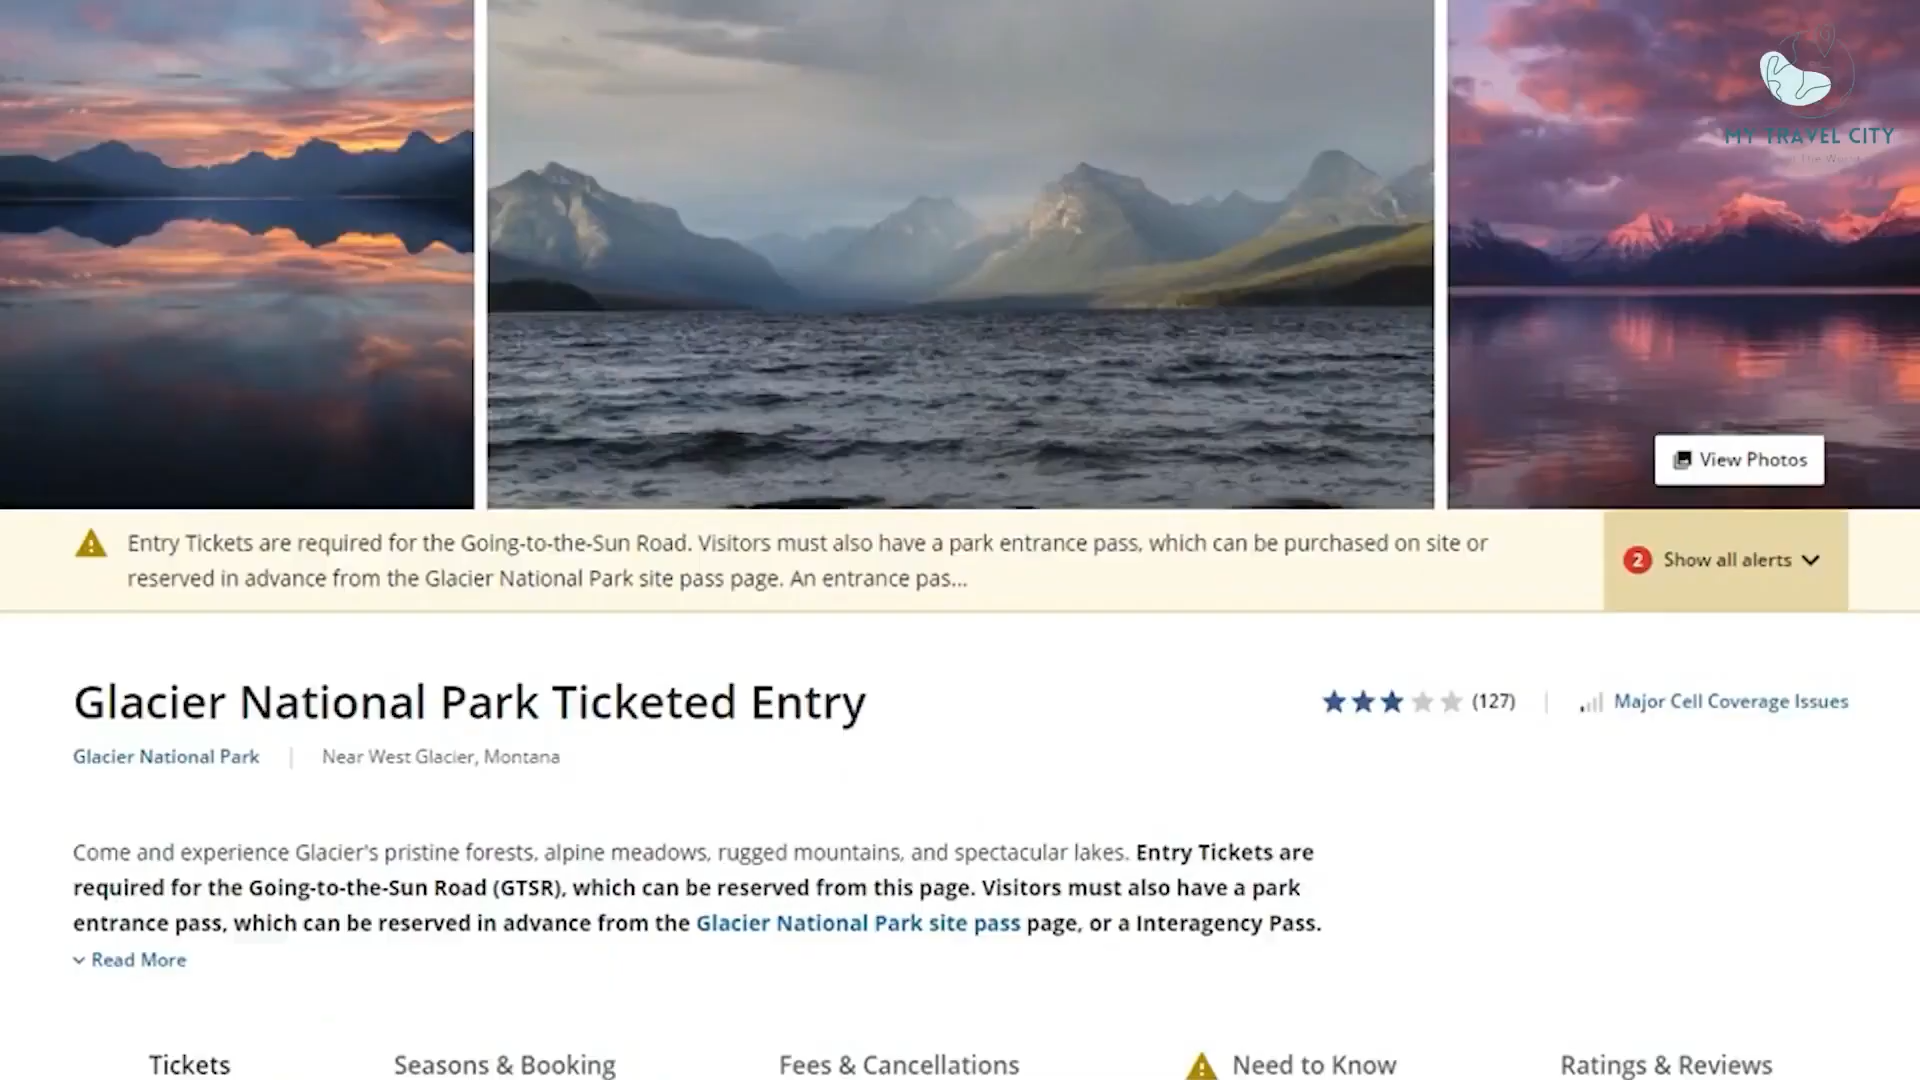 MY TRAVEL CITY
View Photos
Entry Tickets are required for the Going-to-the-Sun Road. Visitors must also have a park entrance pass, which can be purchased on site or
reserved in advance from the Glacier National Park site pass page. An entrance pas...
2 Show all alerts
Glacier National Park Ticketed Entry
(127)
Major Cell Coverage Issues
Glacier National Park
Near West Glacier, Montana
Come and experience Glacier's pristine forests, alpine meadows, rugged mountains, and spectacular lakes. Entry Tickets are
required for the Going-to-the-Sun Road (GTSR), which can be reserved from this page. Visitors must also have a park
entrance pass, which can be reserved in advance from the Glacier National Park site pass page, or a Interagency Pass.
Read More
Tickets
Seasons & Booking
Fees & Cancellations
Need to Know
Ratings & Reviews